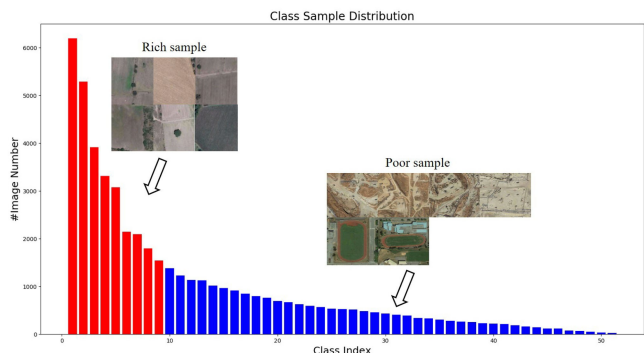 Class Sample Distribution
Rich sample
Poor sample
#Image Number
6000
5000
4000
3000
2000
1000
0
0
10
20
30
40
50
Class Index